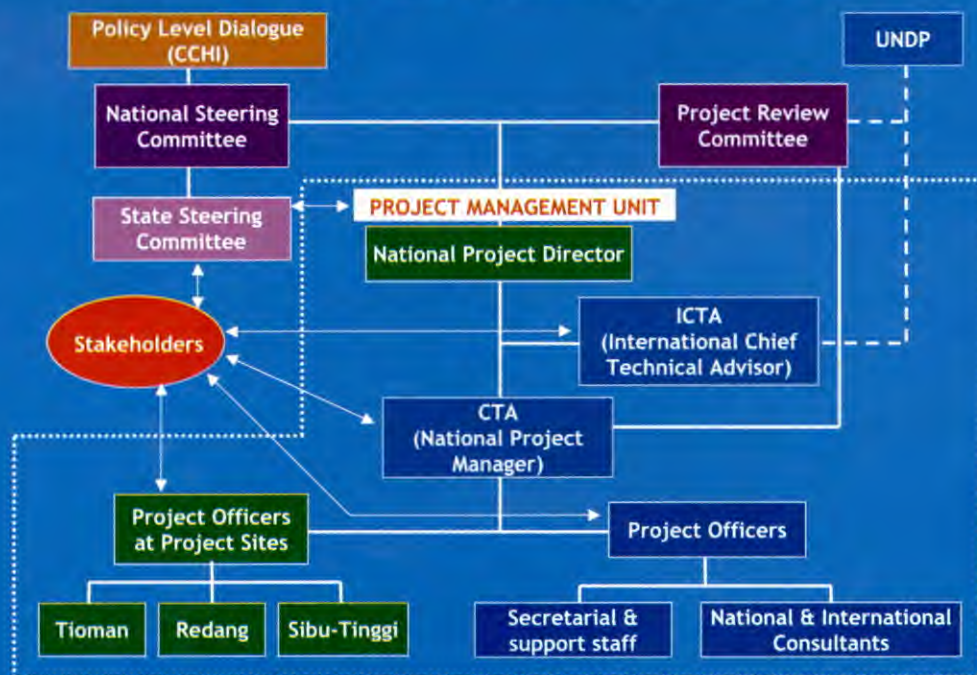 Policy Level Dialogue
(CCHI)
UNDP
National Steering
Committee
Project Review
Committee
State Steering
Committee
PROJECT MANAGEMENT UNIT
National Project Director
Stakeholders
ICTA
(International Chief
Technical Advisor)
CTA
(National Project
Manager)
Project Officers
at Project Sites
Project Officers
Tioman
Redang
Sibu-Tinggi
Secretarial &
support staff
National & International
Consultants